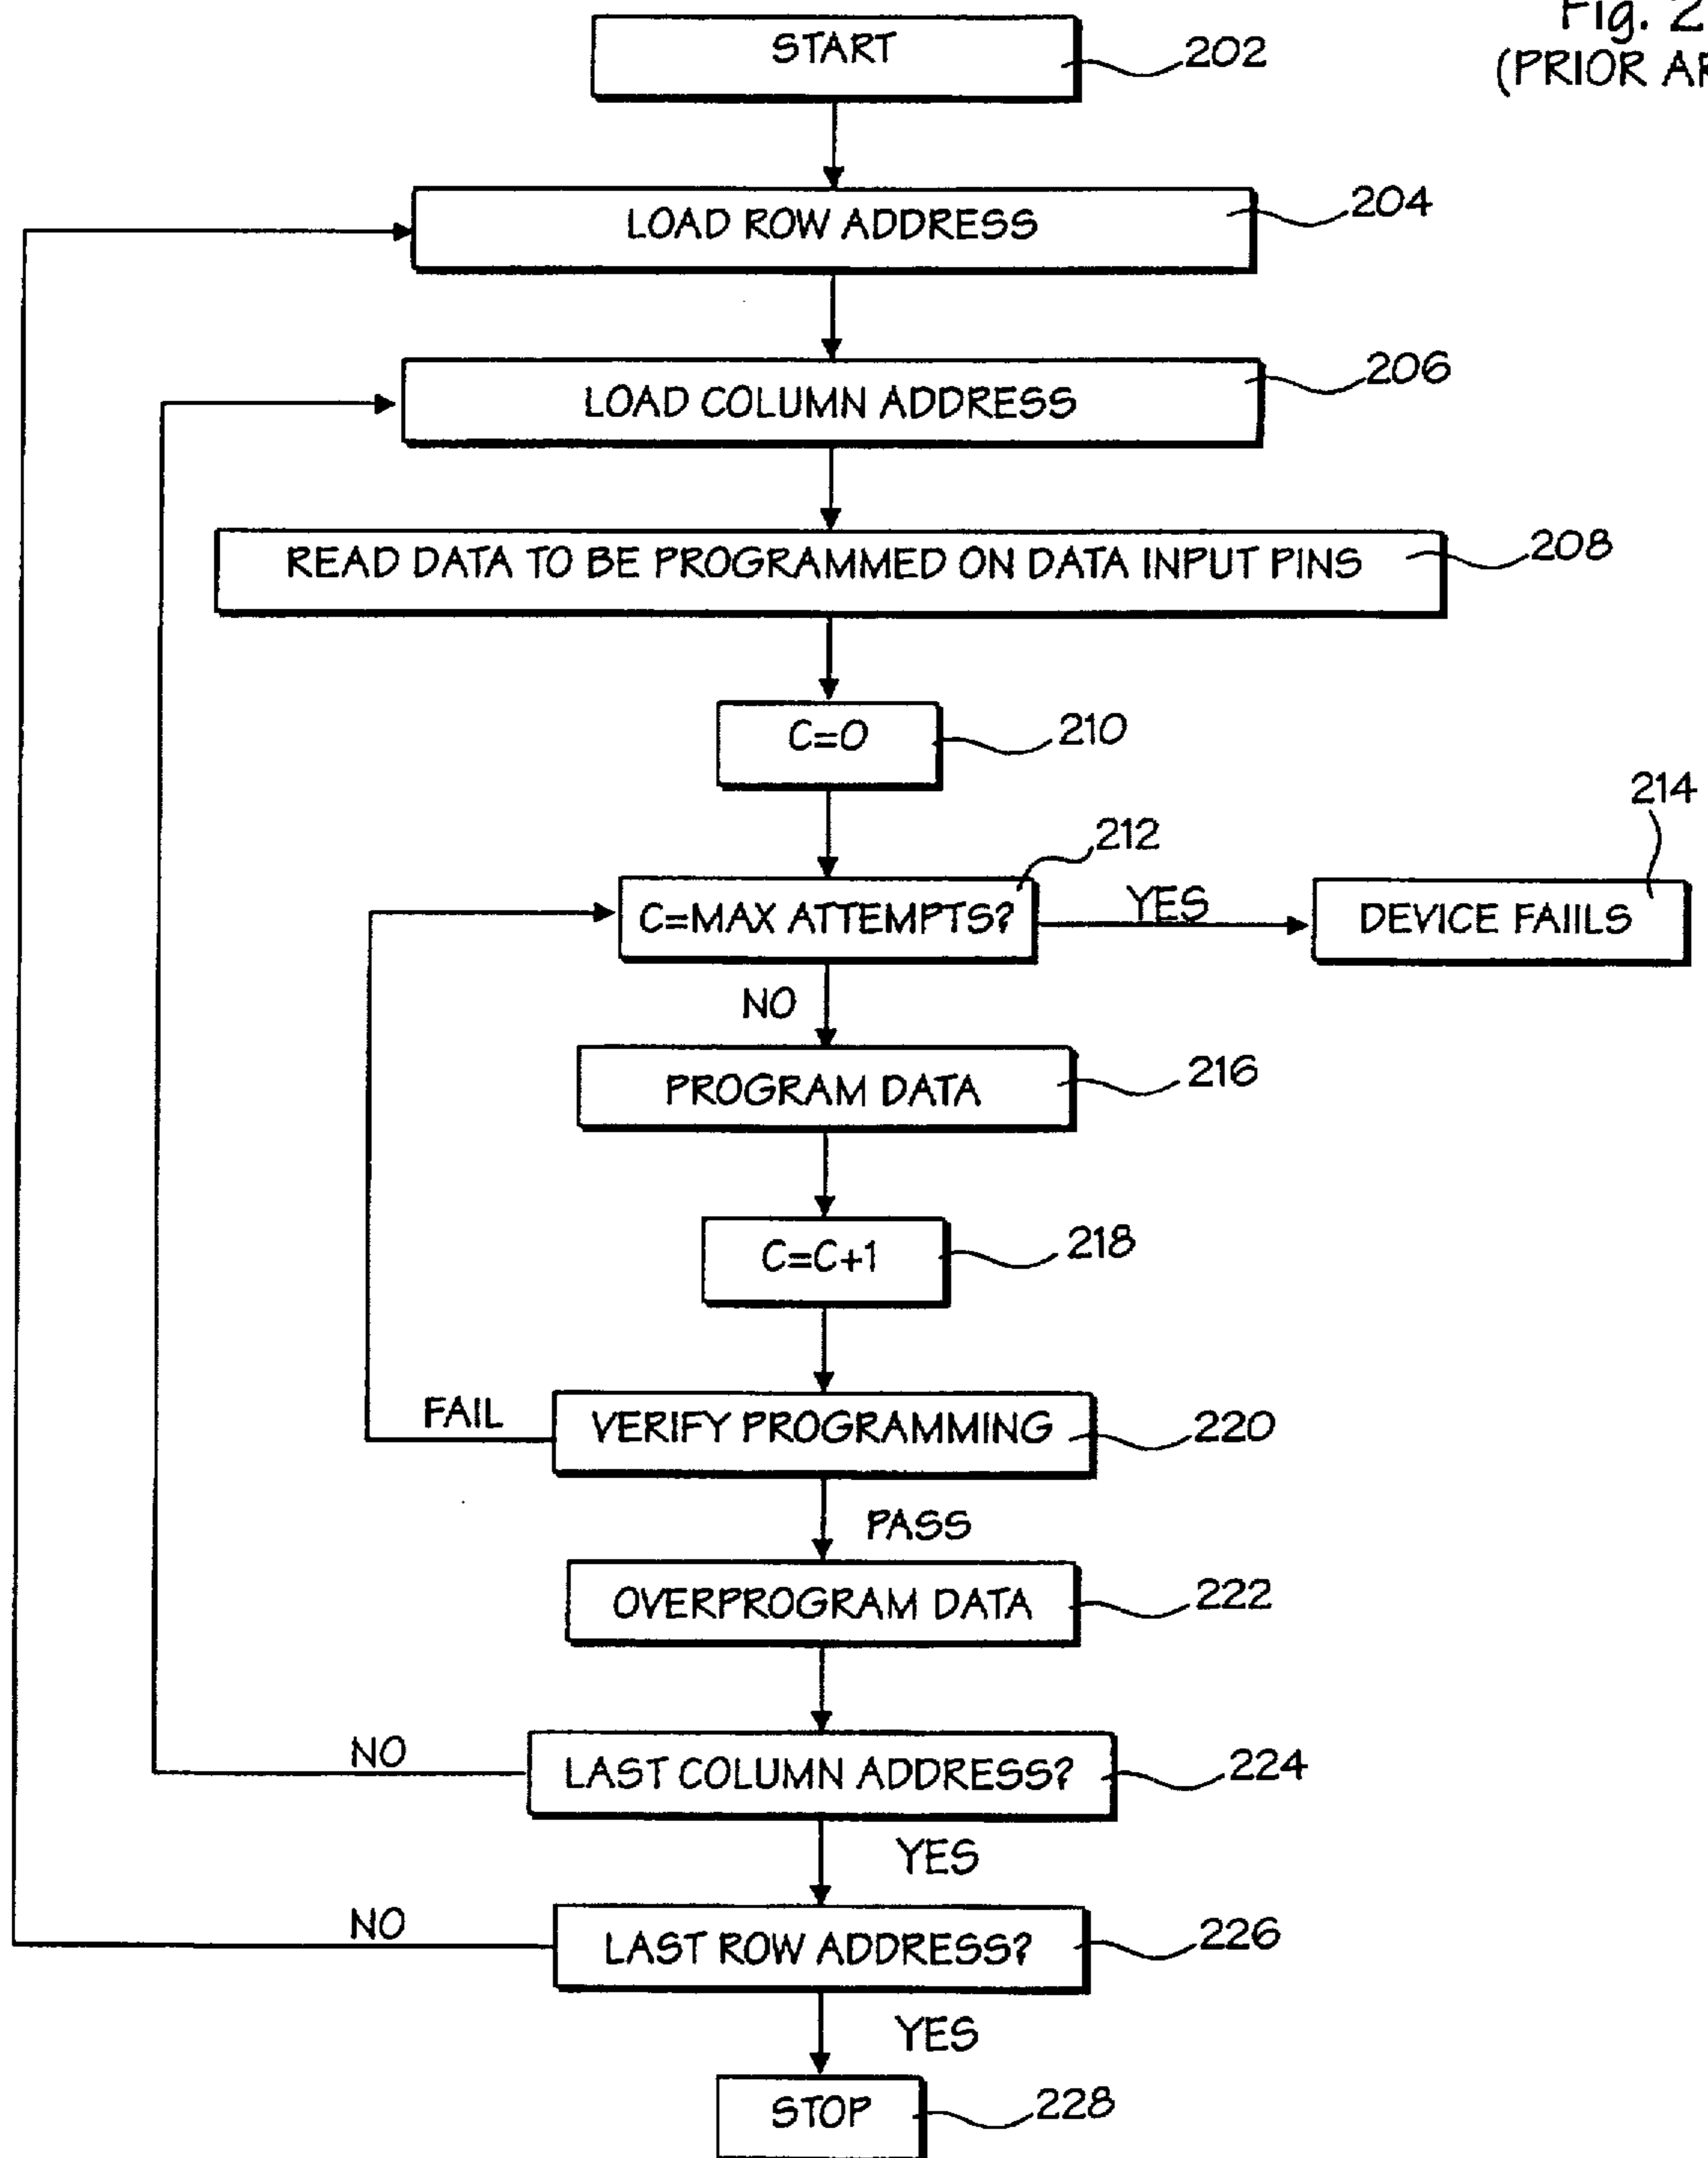 Fig. 2
(PRIOR AR
START
202
LOAD ROW ADDRESS
204
LOAD COLUMN ADDRESS
206
READ DATA TO BE PROGRAMMED ON DATA INPUT PINS
208
C=0
210
C=MAX ATTEMPTS?
212
YES
DEVICE FAIILS
214
NO
PROGRAM DATA
216
C=C+1
218
FAIL
VERIFY PROGRAMMING
220
PASS
OVERPROGRAM DATA
222
NO
LAST COLUMN ADDRESS?
224
YES
NO
LAST ROW ADDRESS?
226
YES
STOP
228